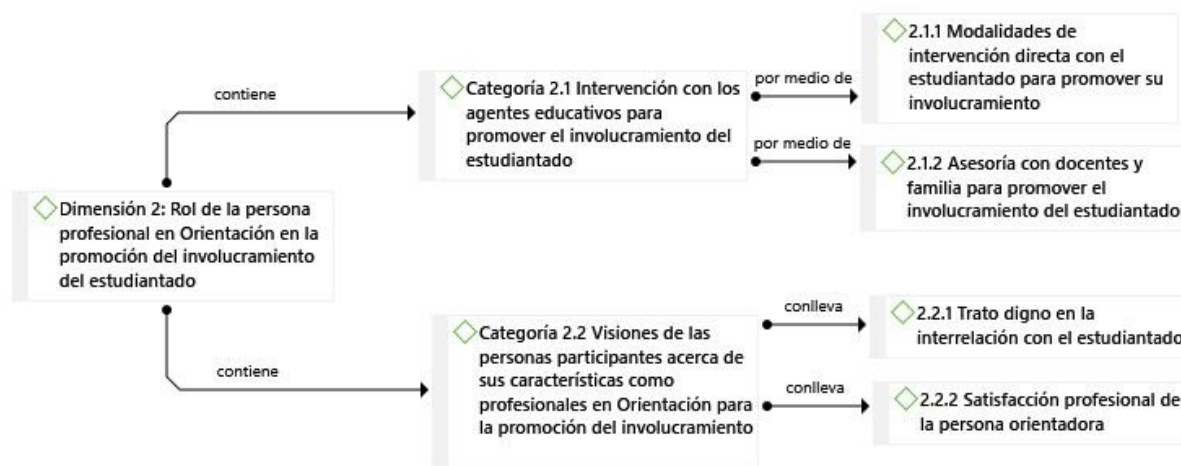 Dimensión 2: Rol de la persona
profesional en Orientación en la
promoción del involucramiento
del estudiantado
contiene
Categoría 2.1 Intervención con los
agentes educativos para
promover el involucramiento del
estudiantado
por medio de
2.1.1 Modalidades de
intervención directa con el
estudiantado para promover su
involucramiento
por medio de
2.1.2 Asesoría con docentes y
familia para promover el
involucramiento del estudiantado
contiene
Categoría 2.2 Visiones de las
personas participantes acerca de
sus características como
profesionales en Orientación para
la promoción del involucramiento
conlleva
2.2.1 Trato digno en la
interrelación con el estudiantado
conlleva
2.2.2 Satisfacción profesional de
la persona orientadora